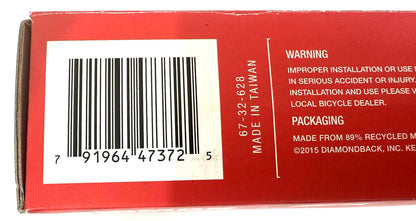 7 91964 47372 5
67-32-628
MADE IN TAIWAN
WARNING
IMPROPER INSTALLATION OR USE
IN SERIOUS ACCIDENT OR INJURY.
INSTALLATION AND USE PLEASE
LOCAL BICYCLE DEALER.
PACKAGING
MADE FROM 89% RECYCLED
©2015 DIAMONDBACK, INC.